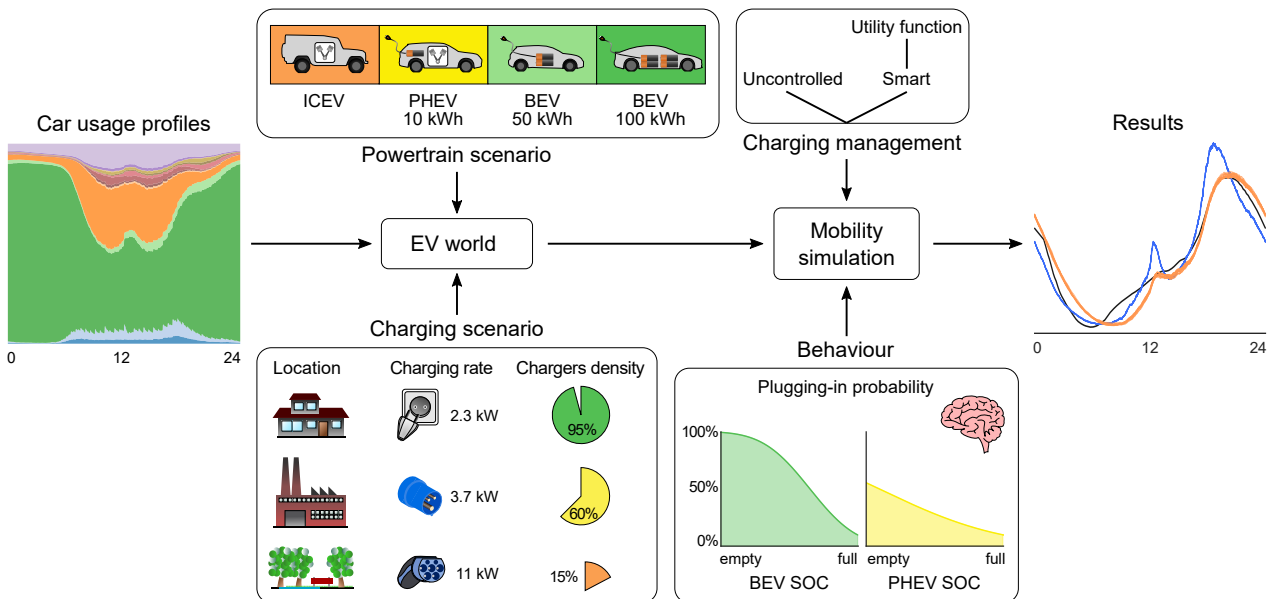 Car usage profiles
0
12
24
ICEV
PHEV
10 kWh
BEV
50 kWh
BEV
100 kWh
Powertrain scenario
EV world
Charging scenario
Location
Charging rate
Chargers density
2.3 kW
95%
3.7 kW
60%
11 kW
15%
Utility function
Uncontrolled
Smart
Charging management
Mobility
simulation
Behaviour
Plugging-in probability
100%
50%
0%
empty
full
empty
full
BEV SOC
PHEV SOC
Results
0
12
24